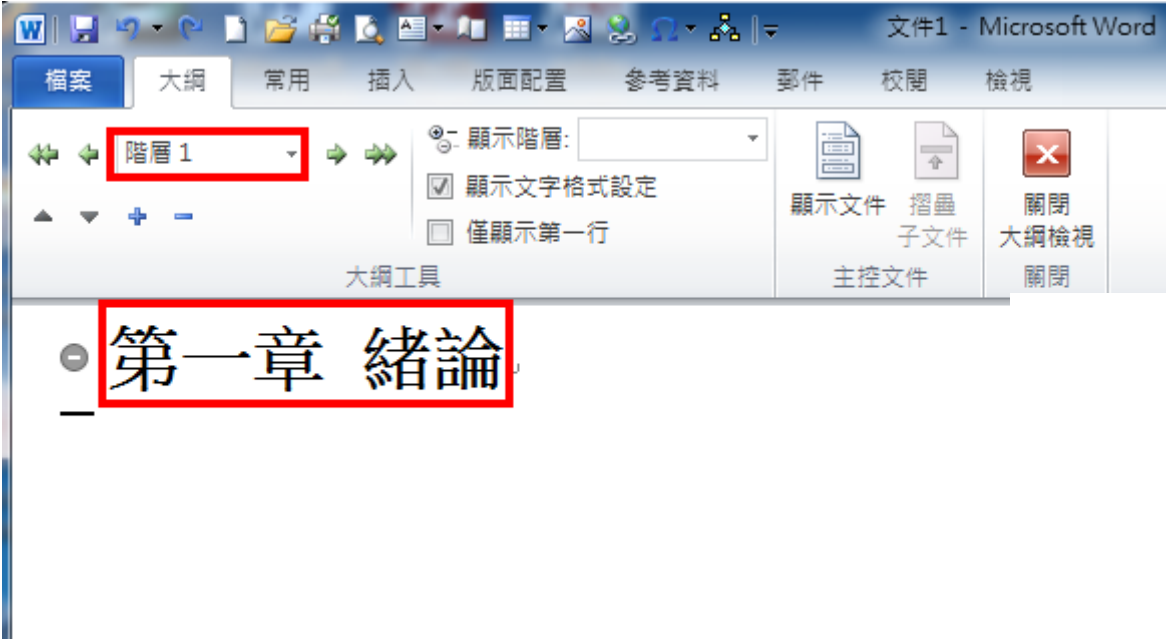 文件1 - Microsoft Word
檔案 大綱 常用 插入 版面配置 參考資料 郵件 校閱 檢視
階層 1
顯示階層:
顯示文字格式設定
僅顯示第一行
大綱工具
顯示文件
摺疊
子文件
主控文件
關閉
大綱檢視
關閉
第一章 緒論